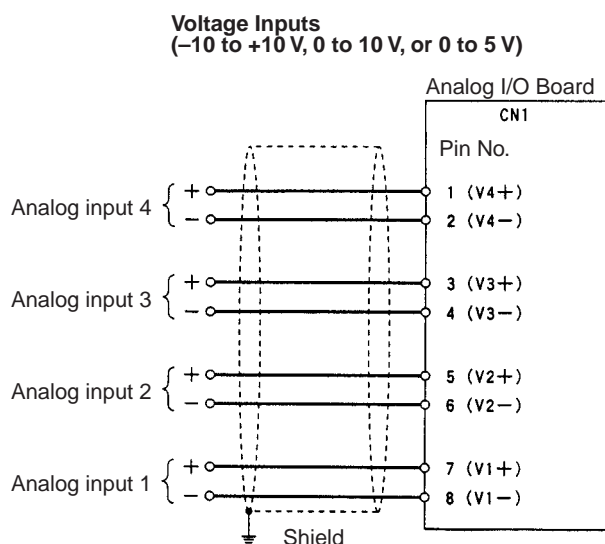 Voltage Inputs
(–10 to +10 V, 0 to 10 V, or 0 to 5 V)
Analog I/O Board
CN1
Pin No.
Analog input 4 + 1 (V4+)
− 2 (V4−)
Analog input 3 + 3 (V3+)
− 4 (V3−)
Analog input 2 + 5 (V2+)
− 6 (V2−)
Analog input 1 + 7 (V1+)
− 8 (V1−)
Shield